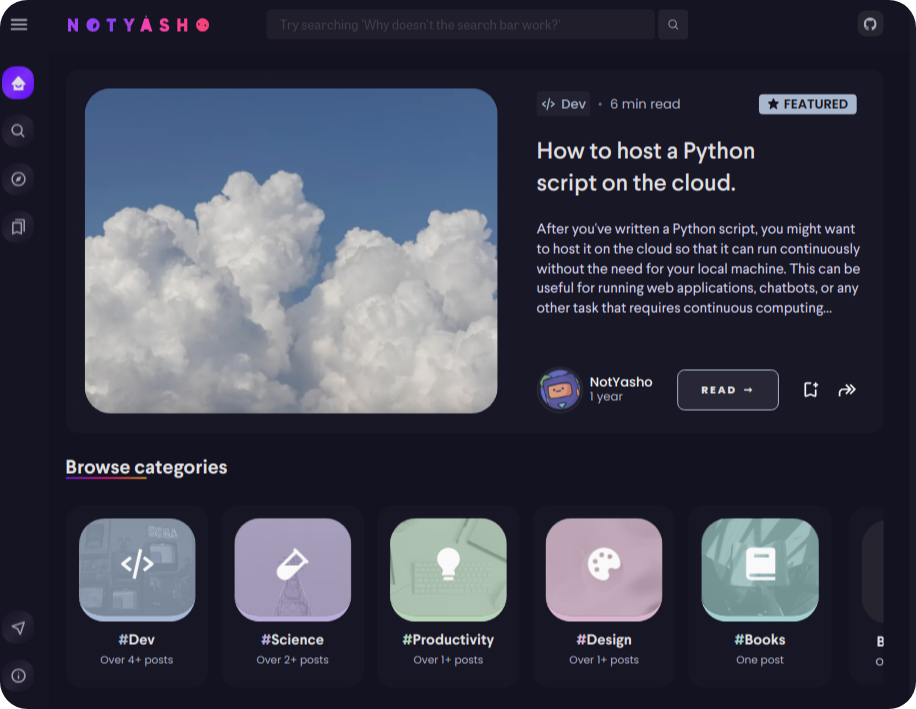 NOTYASHO
Try searching 'Why doesn't the search bar work?'
</> Dev • 6 min read
FEATURED
How to host a Python
script on the cloud.
After you've written a Python script, you might want
to host it on the cloud so that it can run continuously
without the need for your local machine. This can be
useful for running web applications, chatbots, or any
other task that requires continuous computing...
NotYasho
1 year
READ →
Browse categories
</>
#Dev
Over 4+ posts
#Science
Over 2+ posts
#Productivity
Over 1+ posts
#Design
Over 1+ posts
#Books
One post